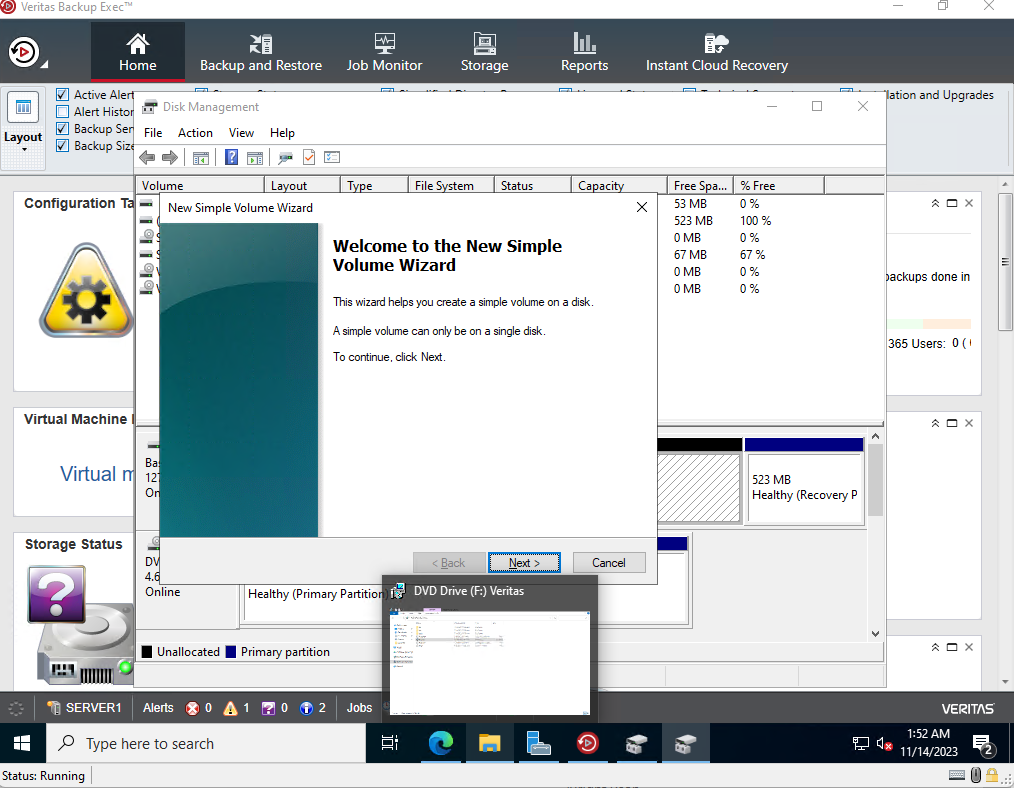 Veritas Backup Exec™
Home
Backup and Restore
Job Monitor
Storage
Reports
Instant Cloud Recovery
Layout
Active Alert
Alert Histor
Backup Ser
Backup Size
llation and Upgrades
Disk Management
File Action View Help
Volume Layout Type File System Status Capacity Free Spa... % Free
53 MB 0 %
523 MB 100 %
0 MB 0 %
67 MB 67 %
0 MB 0 %
0 MB 0 %
New Simple Volume Wizard
Welcome to the New Simple
Volume Wizard
This wizard helps you create a simple volume on a disk.
A simple volume can only be on a single disk.
To continue, click Next.
< Back
Next >
Cancel
Configuration Ta
backups done in
365 Users: 0 (
Virtual Machine
Virtual m
Storage Status
Bas
127
On
523 MB
Healthy (Recovery P
DV
4.6
Online
Healthy (Primary Partition)
Unallocated
Primary partition
DVD Drive (F:) Veritas
SERVER1
Alerts
0
1
0
2
Jobs
VERITAS
Type here to search
1:52 AM
11/14/2023
2
Status: Running